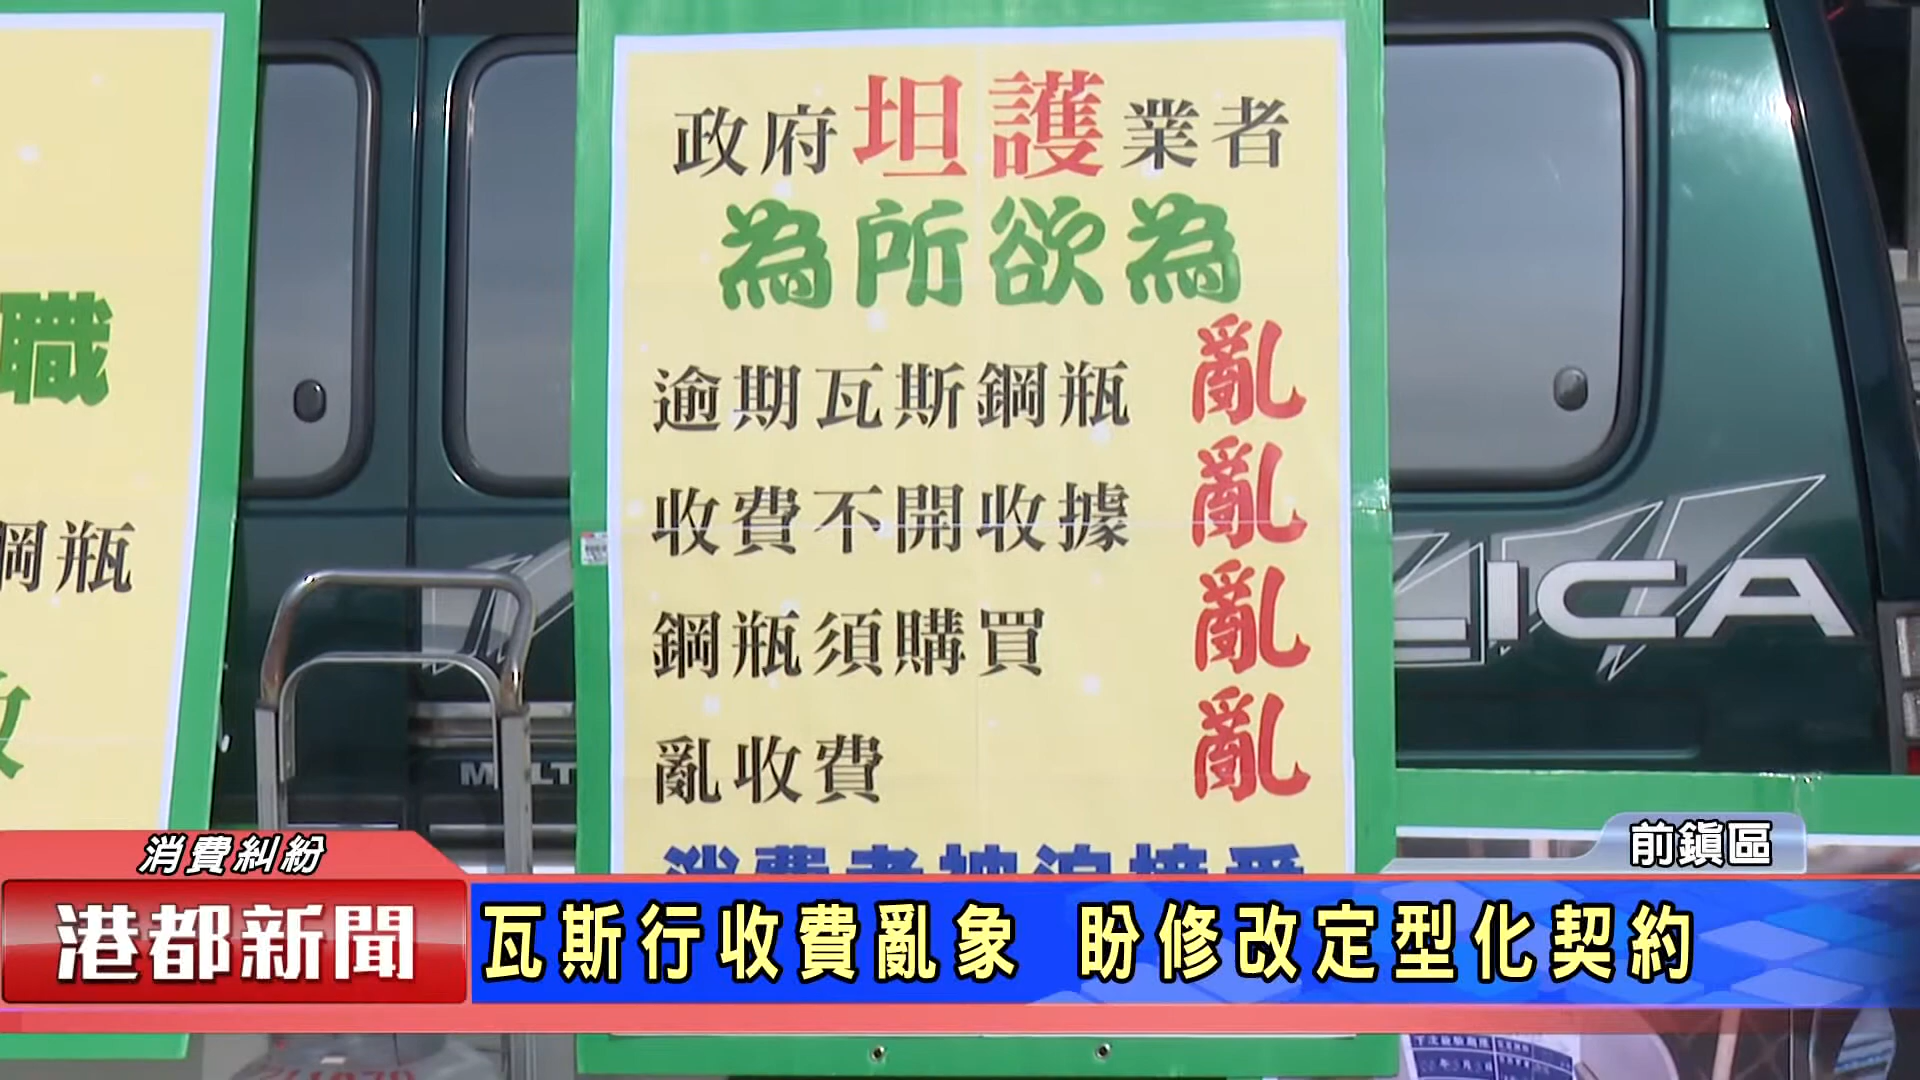 政府坦護業者
為所欲為
逾期瓦斯鋼瓶 亂
收費不開收據 亂
鋼瓶須購買 亂
亂收費 亂
職
鋼瓶
LICA
消費糾紛
前鎮區
港都新聞
瓦斯行收費亂象 盼修改定型化契約